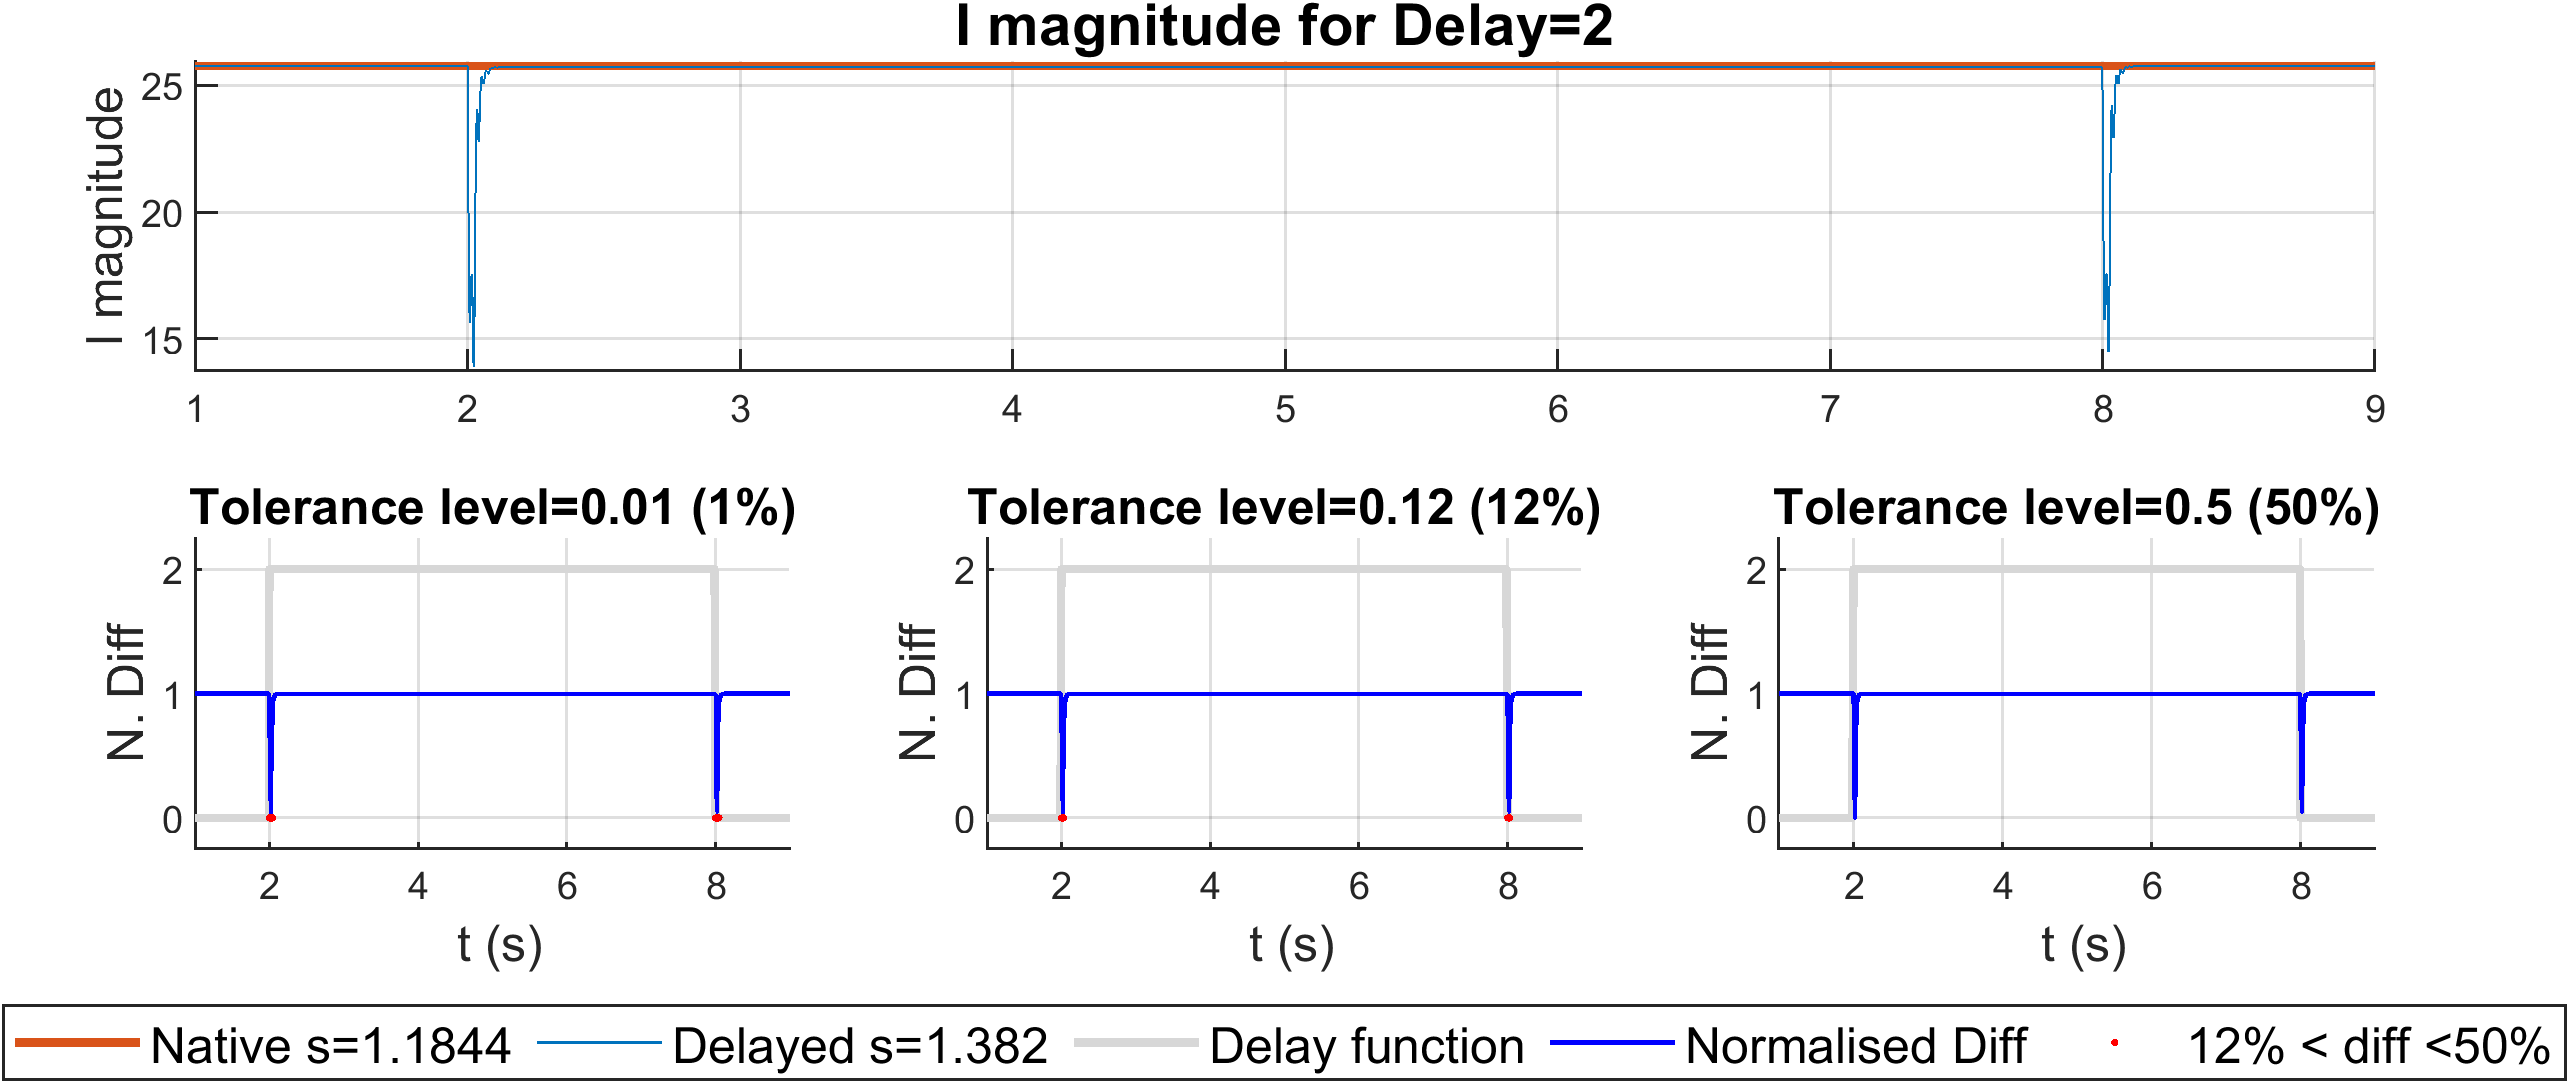 I magnitude for Delay=2
I magnitude
25
20
15
1 2 3 4 5 6 7 8 9
Tolerance level=0.01 (1%)
N. Diff
2
1
0
2 4 6 8
t (s)
Tolerance level=0.12 (12%)
N. Diff
2
1
0
2 4 6 8
t (s)
Tolerance level=0.5 (50%)
N. Diff
2
1
0
2 4 6 8
t (s)
Native s=1.1844 Delayed s=1.382 Delay function Normalised Diff 12% < diff <50%